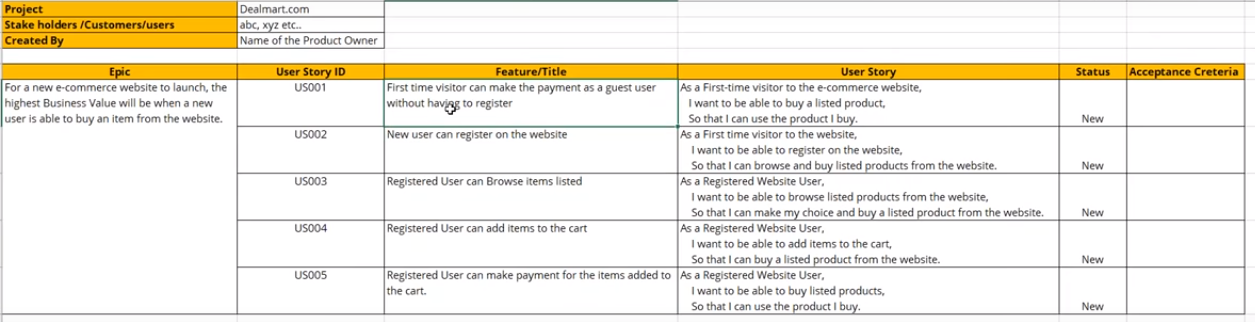 Project Dealmart.com
Stake holders /Customers/users abc, xyz etc..
Created By Name of the Product Owner
Epic User Story ID Feature/Title User Story Status Acceptance Creteria
For a new e-commerce website to launch, the
highest Business Value will be when a new
user is able to buy an item from the website.
US001
First time visitor can make the payment as a guest user
without having to register
As a First-time visitor to the e-commerce website,
I want to be able to buy a listed product,
So that I can use the product I buy.
New
US002
New user can register on the website
As a First time visitor to the website,
I want to be able to register on the website,
So that I can browse and buy listed products from the website.
New
US003
Registered User can Browse items listed
As a Registered Website User,
I want to be able to browse listed products from the website,
So that I can make my choice and buy a listed product from the website.
New
US004
Registered User can add items to the cart
As a Registered Website User,
I want to be able to add items to the cart,
So that I can buy a listed product from the website.
New
US005
Registered User can make payment for the items added to
the cart.
As a Registered Website User,
I want to be able to buy listed products,
So that I can use the product I buy.
New